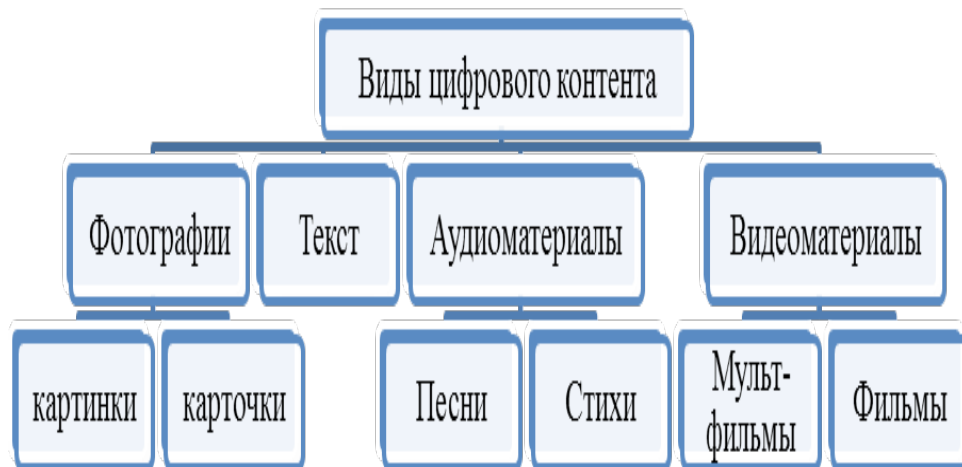 Виды цифрового контента
Фотографии
Текст
Аудиоматериалы
Видеоматериалы
картинки
карточки
Песни
Стихи
Мульт-
фильмы
Фильмы